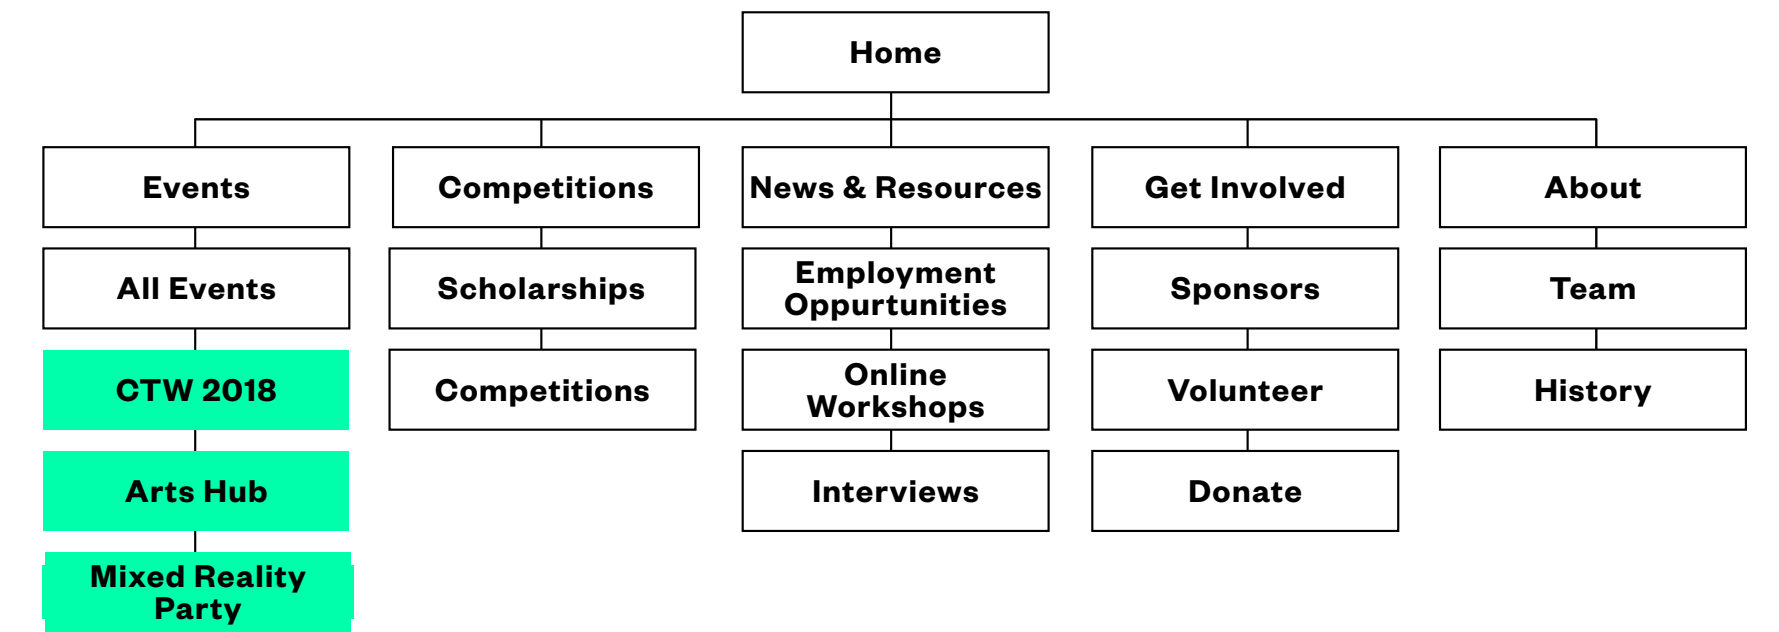 Home
Events
Competitions
News & Resources
Get Involved
About
All Events
Scholarships
Employment
Oppurtunities
Sponsors
Team
CTW 2018
Competitions
Online
Workshops
Volunteer
History
Arts Hub
Interviews
Donate
Mixed Reality
Party